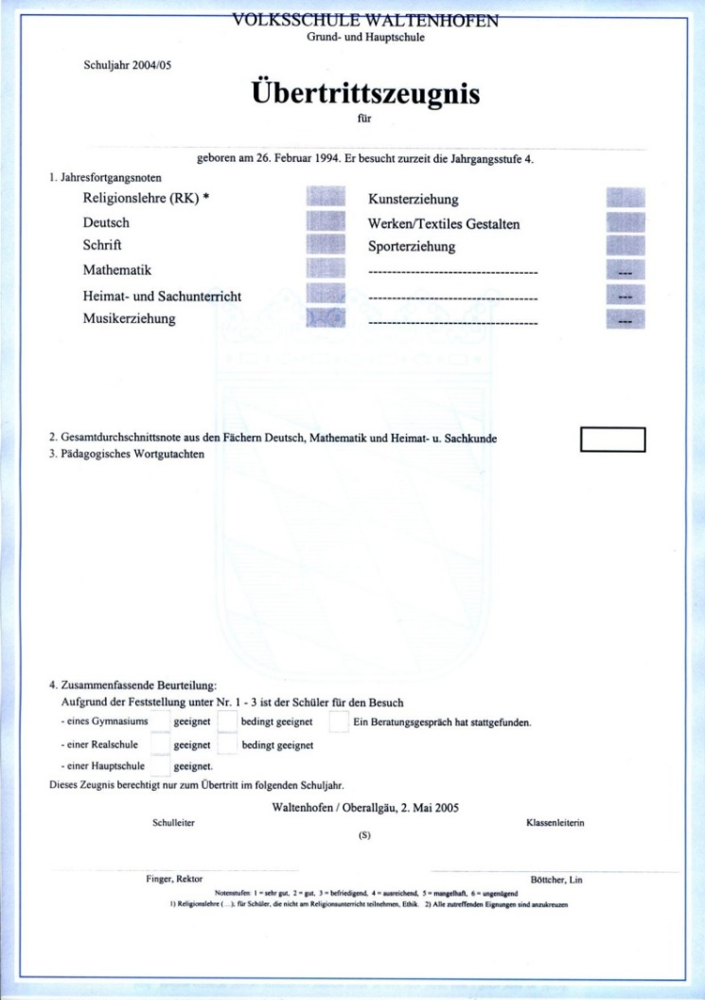 VOLKSSCHULE WALTENHOFEN
Grund- und Hauptschule
Schuljahr 2004/05
Übertrittszeugnis
für
geboren am 26. Februar 1994. Er besucht zurzeit die Jahrgangsstufe 4.
1. Jahresfortgangsnoten
Religionslehre (RK) * Kunsterziehung
Deutsch Werken/Textiles Gestalten
Schrift Sporterziehung
Mathematik ----------------------------------- ---
Heimat- und Sachunterricht ----------------------------------- ---
Musikerziehung ----------------------------------- ---
2. Gesamtdurchschnittsnote aus den Fächern Deutsch, Mathematik und Heimat- u. Sachkunde
3. Pädagogisches Wortgutachten
4. Zusammenfassende Beurteilung:
Aufgrund der Feststellung unter Nr. 1 - 3 ist der Schüler für den Besuch
- eines Gymnasiums geeignet bedingt geeignet Ein Beratungsgespräch hat stattgefunden.
- einer Realschule geeignet bedingt geeignet
- einer Hauptschule geeignet.
Dieses Zeugnis berechtigt nur zum Übertritt im folgenden Schuljahr.
Waltenhofen / Oberallgäu, 2. Mai 2005
Schulleiter Klassenleiterin
(S)
Finger, Rektor Böttcher, Lin
Notenstufen: 1 = sehr gut, 2 = gut, 3 = befriedigend, 4 = ausreichend, 5 = mangelhaft, 6 = ungenügend
1) Religionslehre (...); für Schüler, die nicht am Religionsunterricht teilnehmen, Ethik. 2) Alle zutreffenden Eignungen sind anzukreuzen